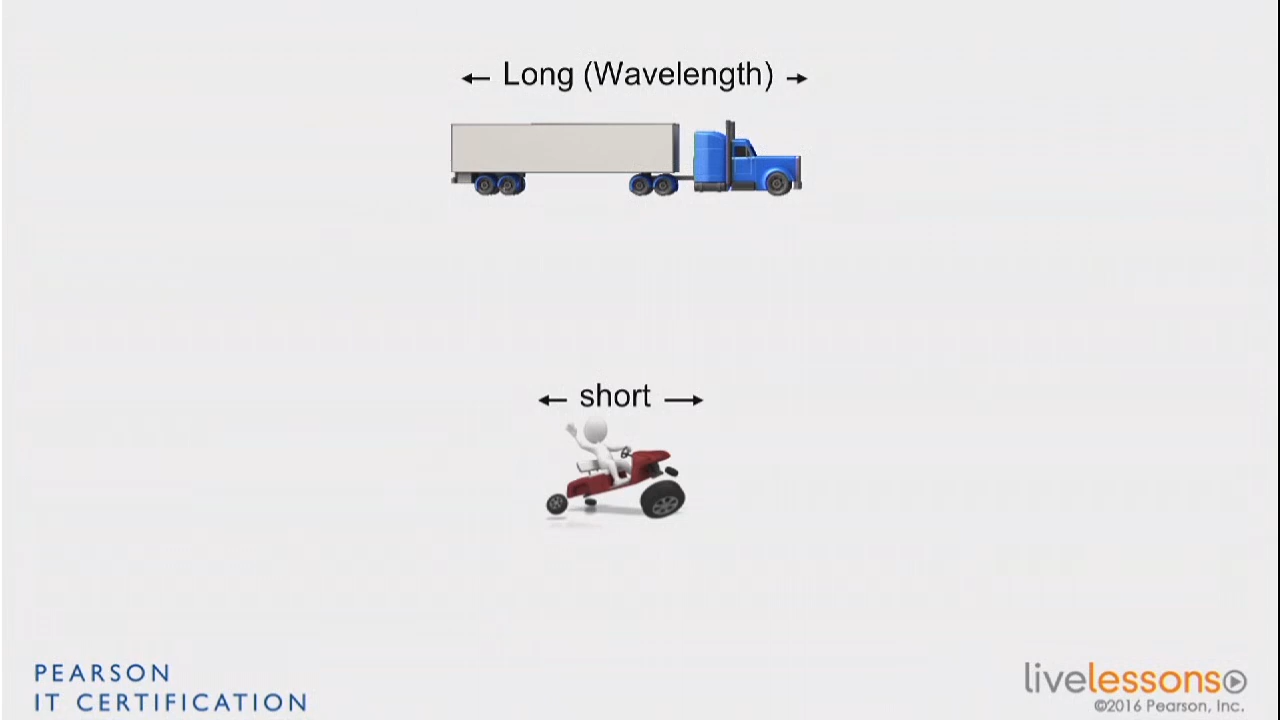 Long (Wavelength)
short
PEARSON
IT CERTIFICATION
livelessons
©2016 Pearson, Inc.